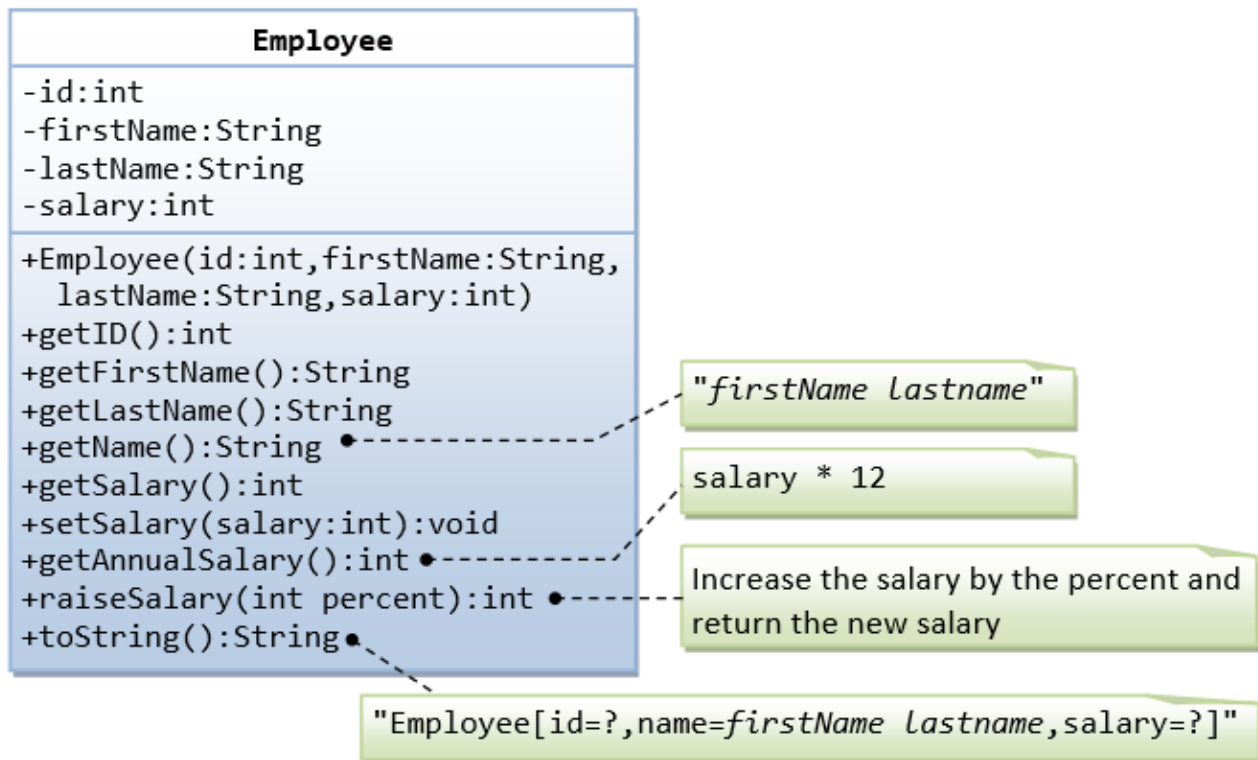 Employee
-id:int
-firstName:String
-lastName:String
-salary:int
+Employee(id:int,firstName:String,
lastName:String,salary:int)
+getID():int
+getFirstName():String
+getLastName():String
+getName():String
+getSalary():int
+setSalary(salary:int):void
+getAnnualSalary():int
+raiseSalary(int percent):int
+toString():String
"firstName lastname"
salary * 12
Increase the salary by the percent and
return the new salary
"Employee[id=?,name=firstName lastname,salary=?]"